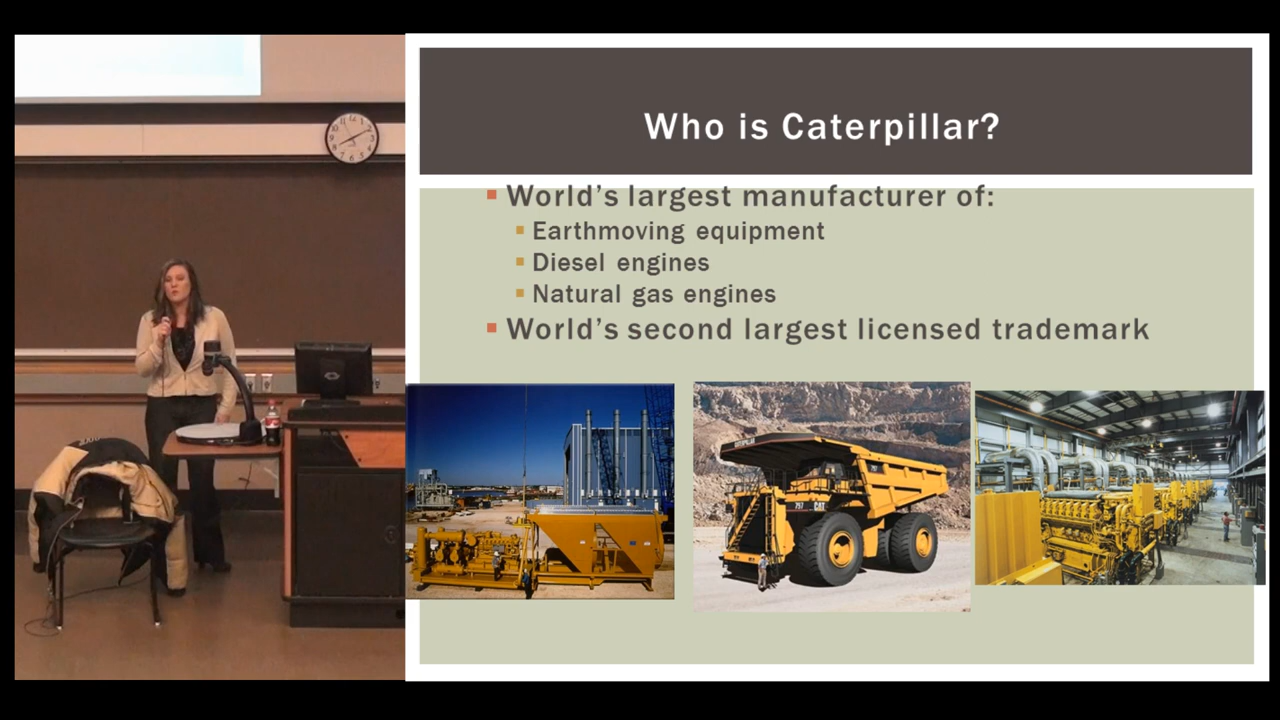 Who is Caterpillar?
World's largest manufacturer of:
Earthmoving equipment
Diesel engines
Natural gas engines
World's second largest licensed trademark
CAT